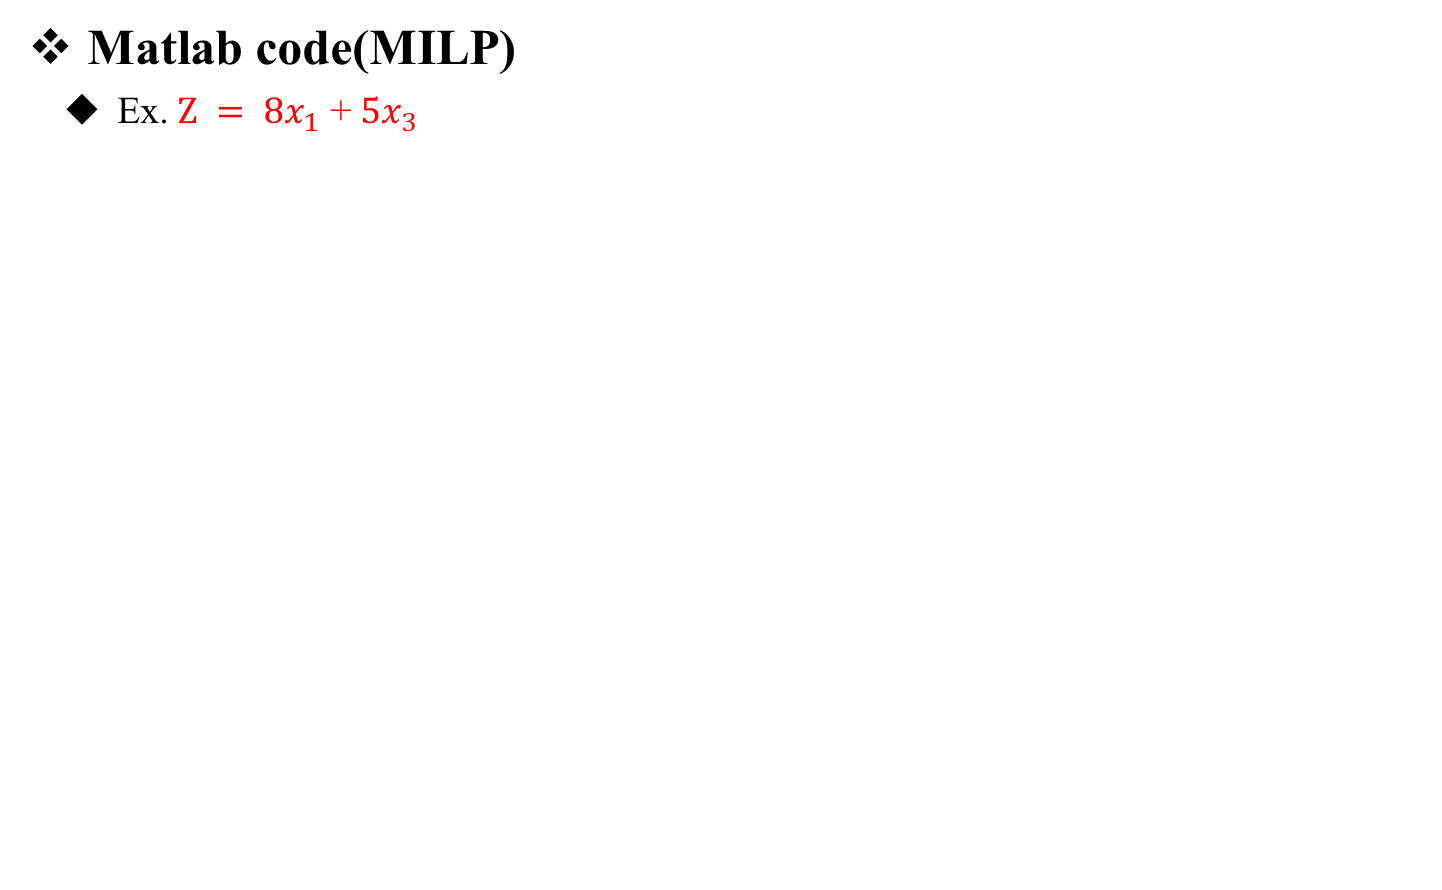 ❖ Matlab code(MILP)
◆ Ex. Z = 8x₁ + 5x₃